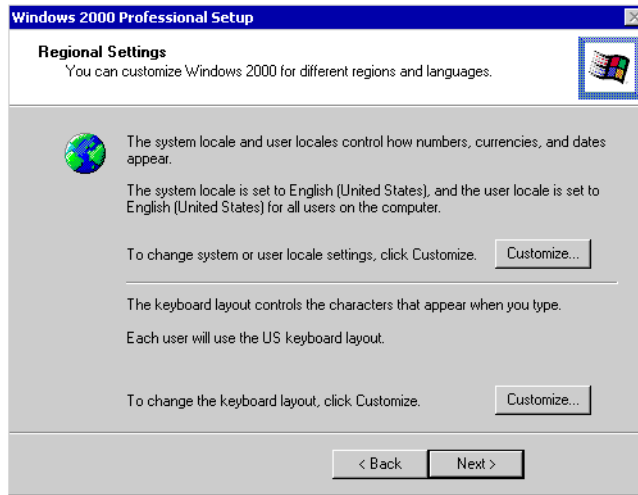 Windows 2000 Professional Setup
Regional Settings
You can customize Windows 2000 for different regions and languages.
The system locale and user locales control how numbers, currencies, and dates
appear.
The system locale is set to English (United States), and the user locale is set to
English (United States) for all users on the computer.
To change system or user locale settings, click Customize.
Customize...
The keyboard layout controls the characters that appear when you type.
Each user will use the US keyboard layout.
To change the keyboard layout, click Customize.
Customize...
< Back
Next >